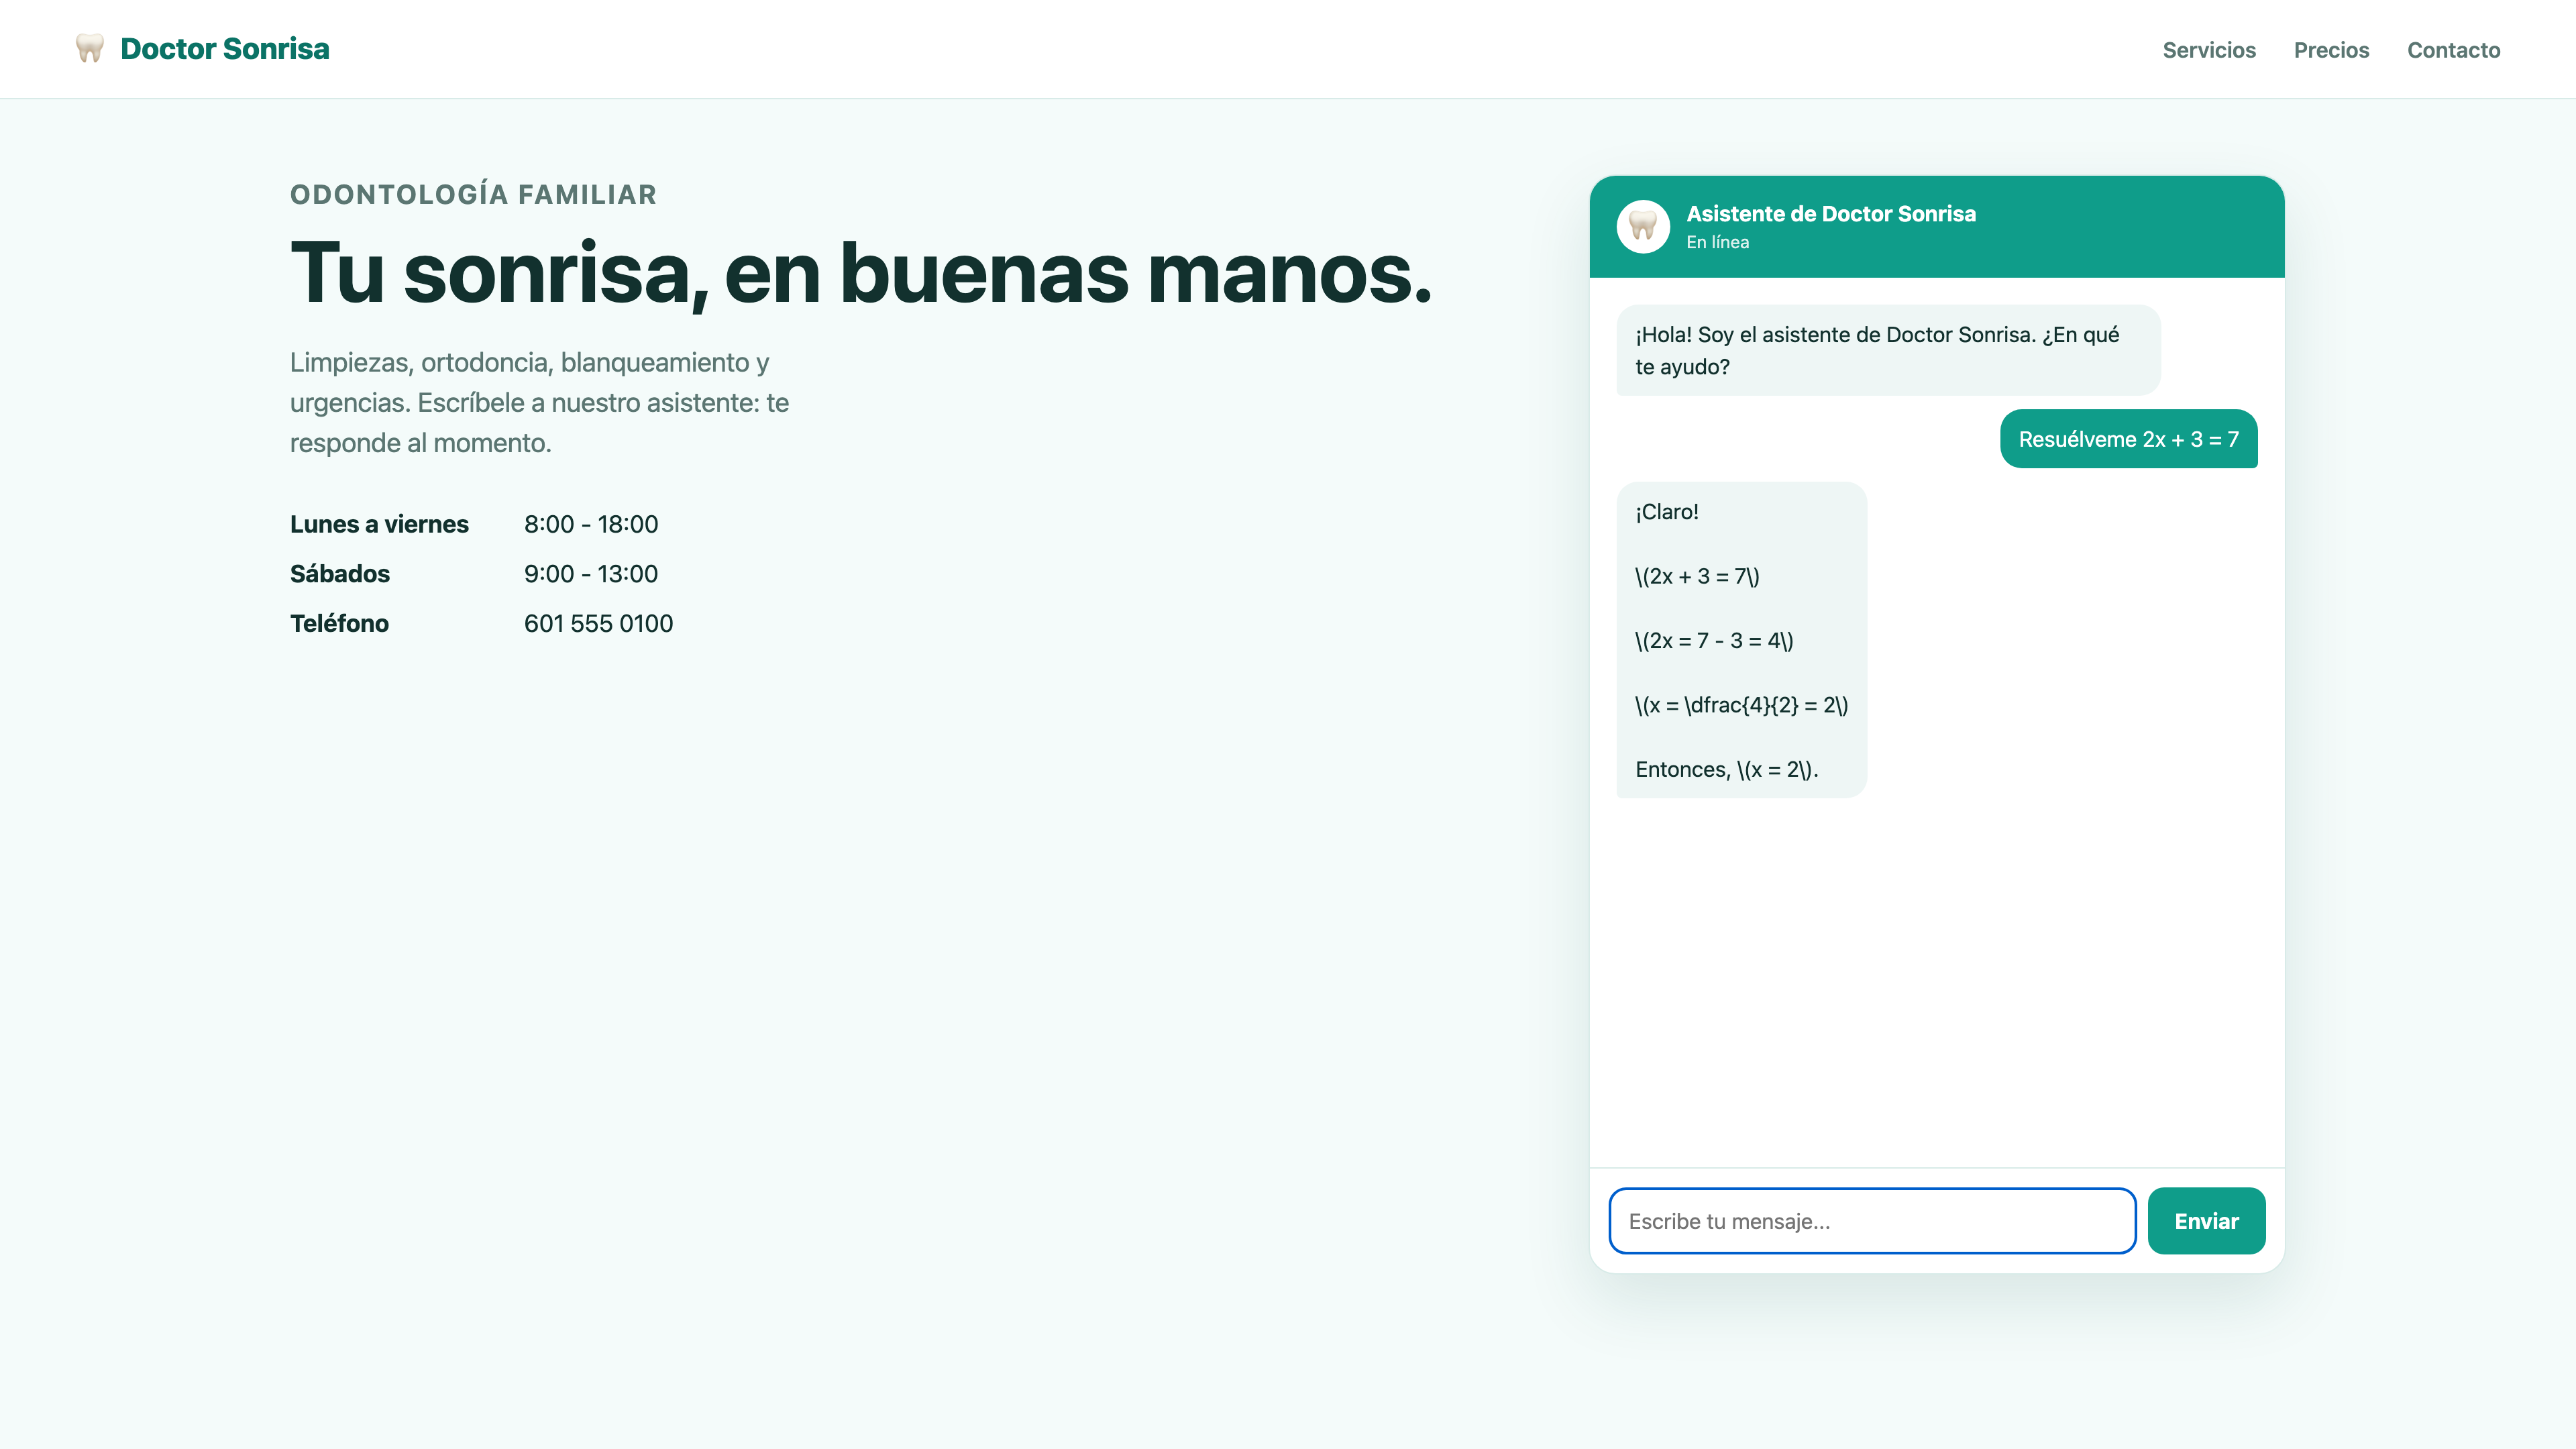 Doctor Sonrisa
Servicios
Precios
Contacto
ODONTOLOGÍA FAMILIAR
Tu sonrisa, en buenas manos.
Limpiezas, ortodoncia, blanqueamiento y
urgencias. Escríbele a nuestro asistente: te
responde al momento.
Lunes a viernes 8:00 - 18:00
Sábados 9:00 - 13:00
Teléfono 601 555 0100
Asistente de Doctor Sonrisa
En línea
¡Hola! Soy el asistente de Doctor Sonrisa. ¿En qué
te ayudo?
Resuélveme 2x + 3 = 7
¡Claro!
\(2x + 3 = 7\)
\(2x = 7 - 3 = 4\)
\(x = \dfrac{4}{2} = 2\)
Entonces, \(x = 2\).
Escribe tu mensaje...
Enviar